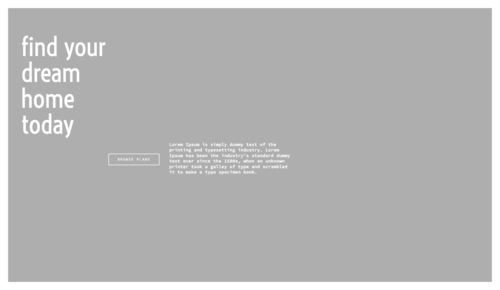 find your
dream
home
today
BROWSE PLANS
Lorem Ipsum is simply dummy text of the
printing and typesetting industry. Lorem
Ipsum has been the industry's standard dummy
text ever since the 1500s, when an unknown
printer took a galley of type and scrambled
it to make a type specimen book.